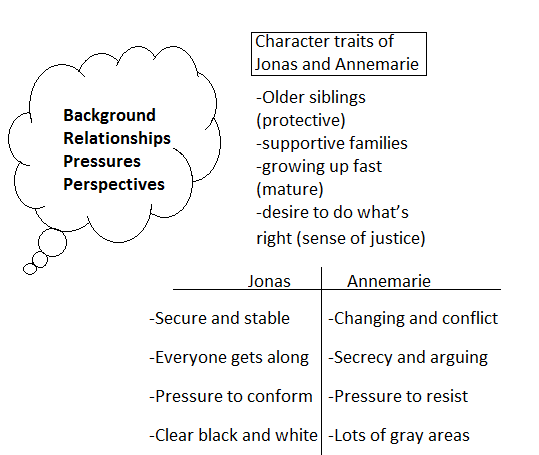 Character traits of
Jonas and Annemarie
Background
Relationships
Pressures
Perspectives
-Older siblings
(protective)
-supportive families
-growing up fast
(mature)
-desire to do what's
right (sense of justice)
Jonas Annemarie
-Secure and stable -Changing and conflict
-Everyone gets along -Secrecy and arguing
-Pressure to conform -Pressure to resist
-Clear black and white -Lots of gray areas